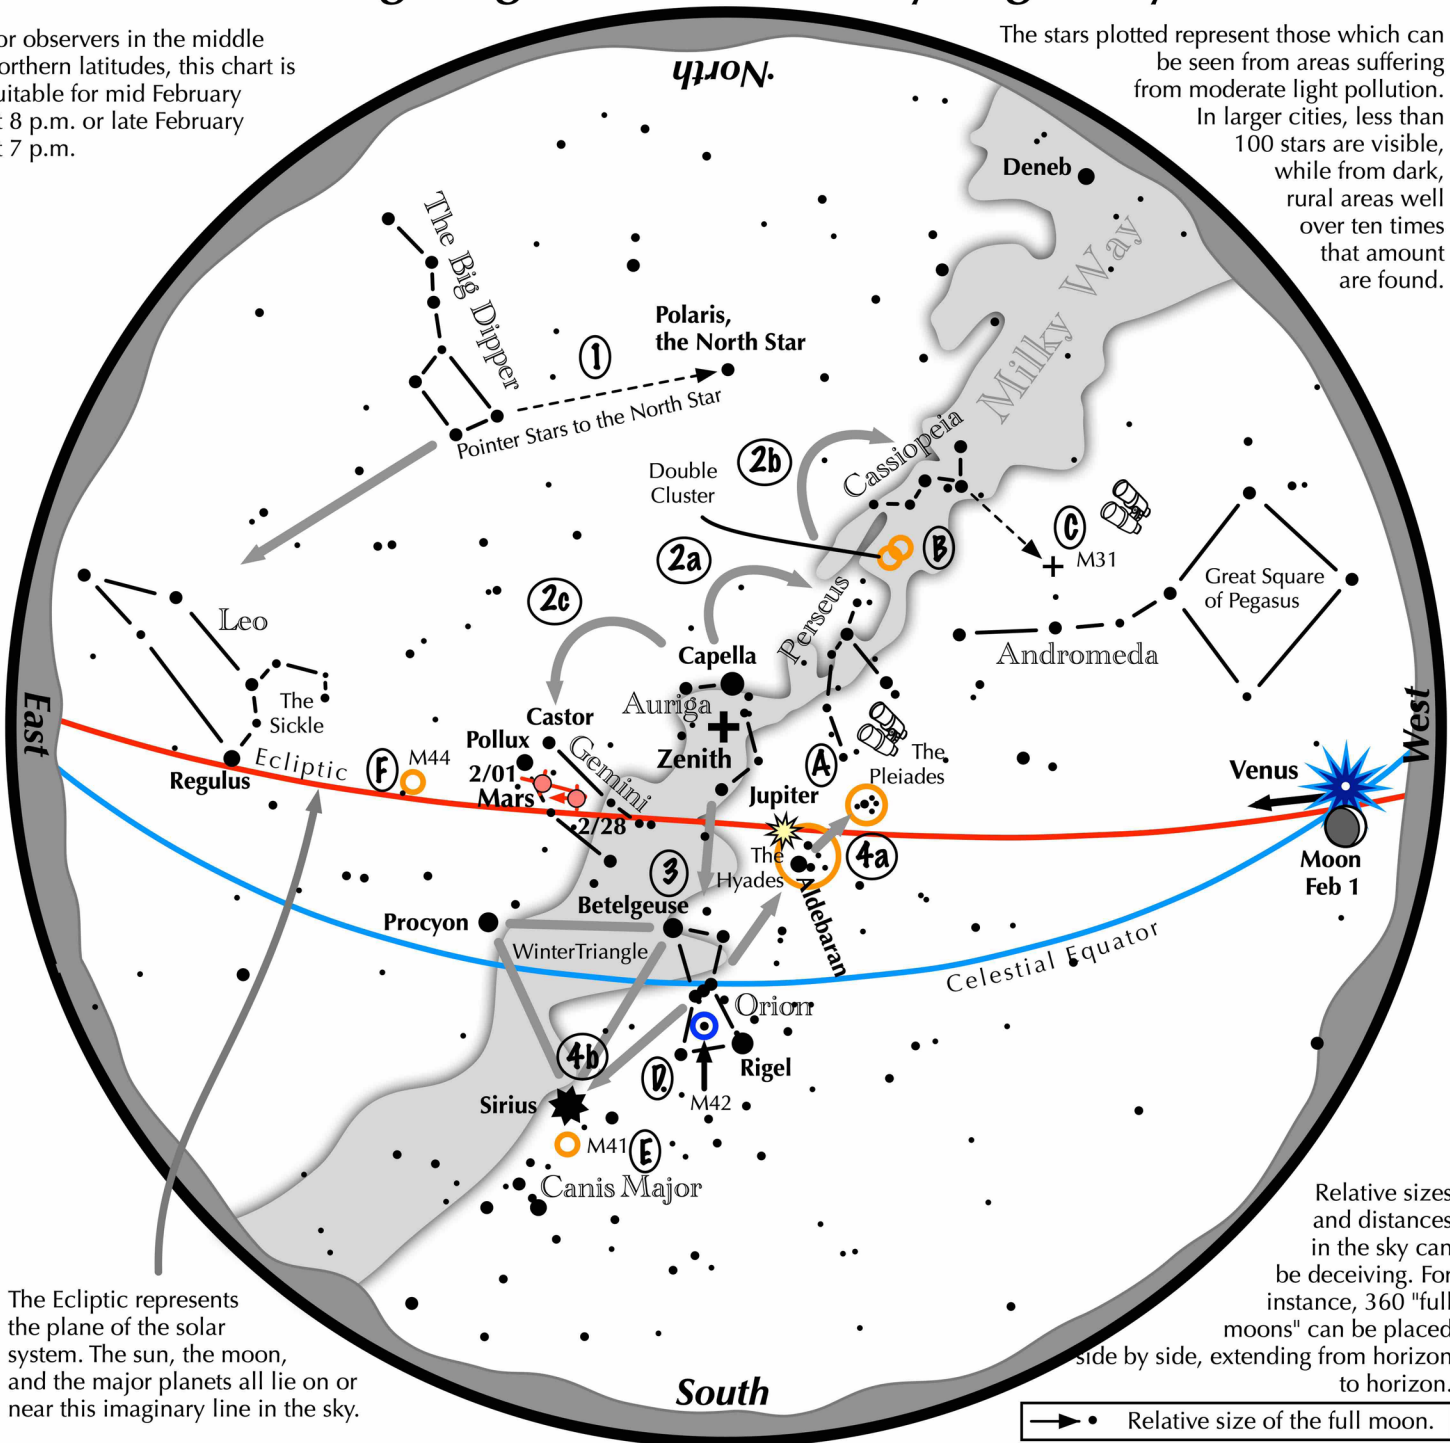 North
or observers in the middle
orthern latitudes, this chart is
uitable for mid February
t 8 p.m. or late February
t 7 p.m.
The stars plotted represent those which can
be seen from areas suffering
from moderate light pollution.
In larger cities, less than
100 stars are visible,
while from dark,
rural areas well
over ten times
that amount
are found.
Deneb
Milky Way
The Big Dipper
Polaris,
the North Star
1
Pointer Stars to the North Star
Cassiopeia
2b
Double
Cluster
B
C
M31
2a
2c
Perseus
Great Square
of Pegasus
Andromeda
Leo
The
Sickle
Capella
Auriga
Zenith
East
West
Castor
Pollux
Gemini
2/01
Mars
2/28
Regulus
Ecliptic
F
M44
A
The
Pleiades
Jupiter
Venus
Moon
Feb 1
The
Hyades
4a
Aldebaran
3
Betelgeuse
Procyon
WinterTriangle
Celestial Equator
Orion
4b
Rigel
D.
M42
Sirius
M41
E
Canis Major
The Ecliptic represents
the plane of the solar
system. The sun, the moon,
and the major planets all lie on or
near this imaginary line in the sky.
South
Relative sizes
and distances
in the sky can
be deceiving. For
instance, 360 "full
moons" can be placed
side by side, extending from horizon
to horizon.
Relative size of the full moon.